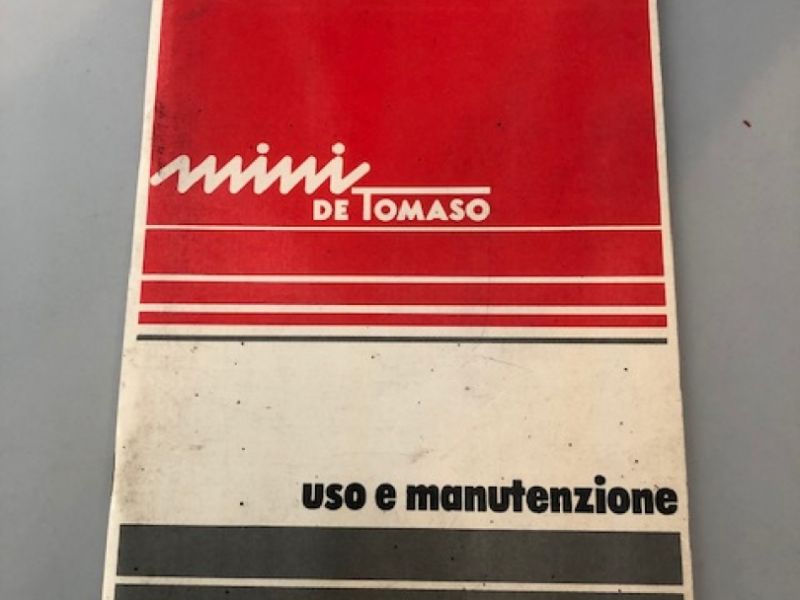 mini
DE TOMASO
uso e manutenzione